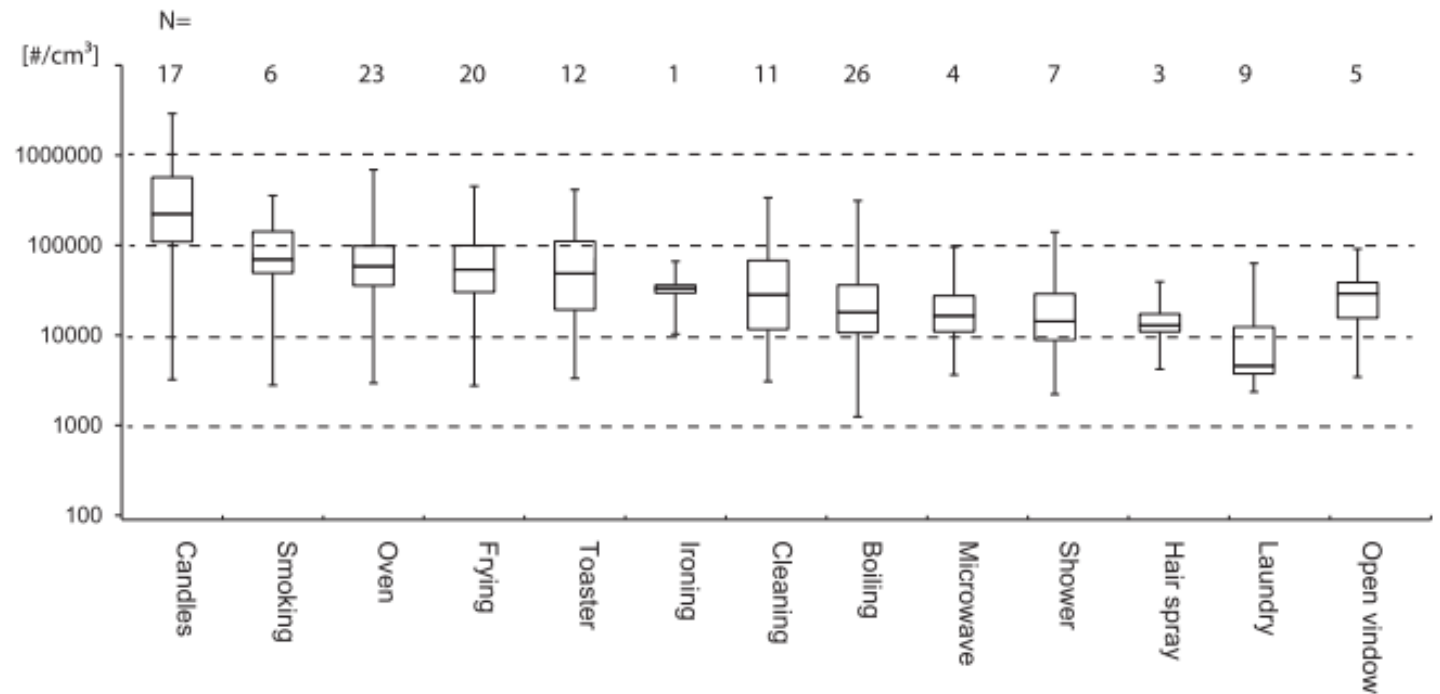 N=
[#/cm³]
17 6 23 20 12 1 11 26 4 7 3 9 5
1000000
100000
10000
1000
100
Candles
Smoking
Oven
Frying
Toaster
Ironing
Cleaning
Boiling
Microwave
Shower
Hair spray
Laundry
Open vindow